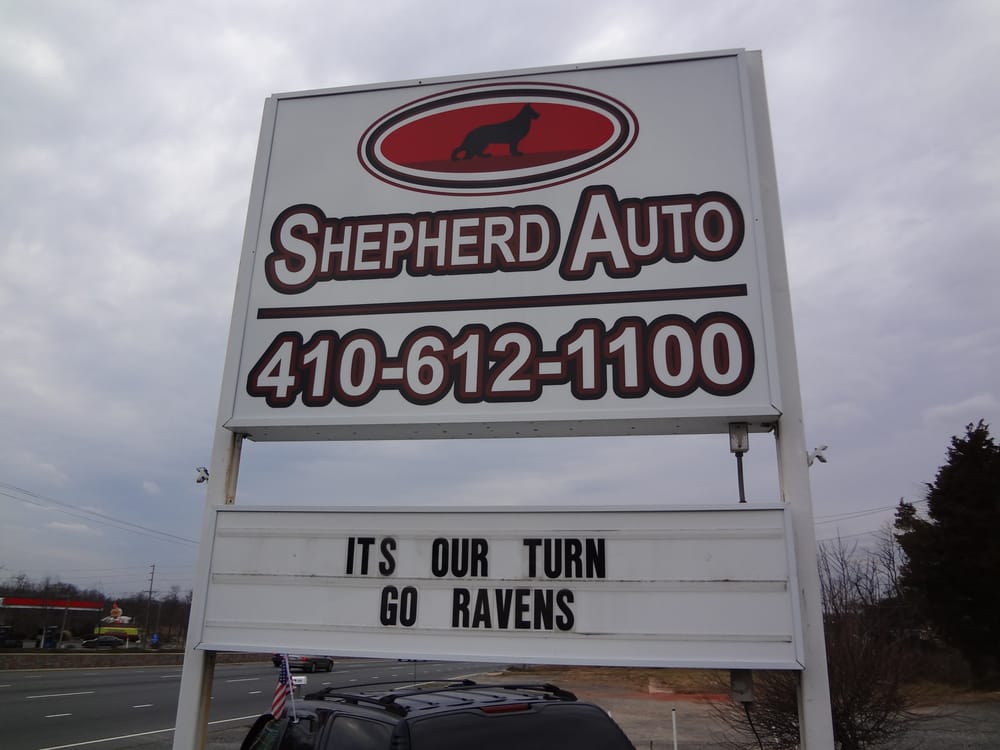 SHEPHERD AUTO
410-612-1100
ITS OUR TURN
GO RAVENS